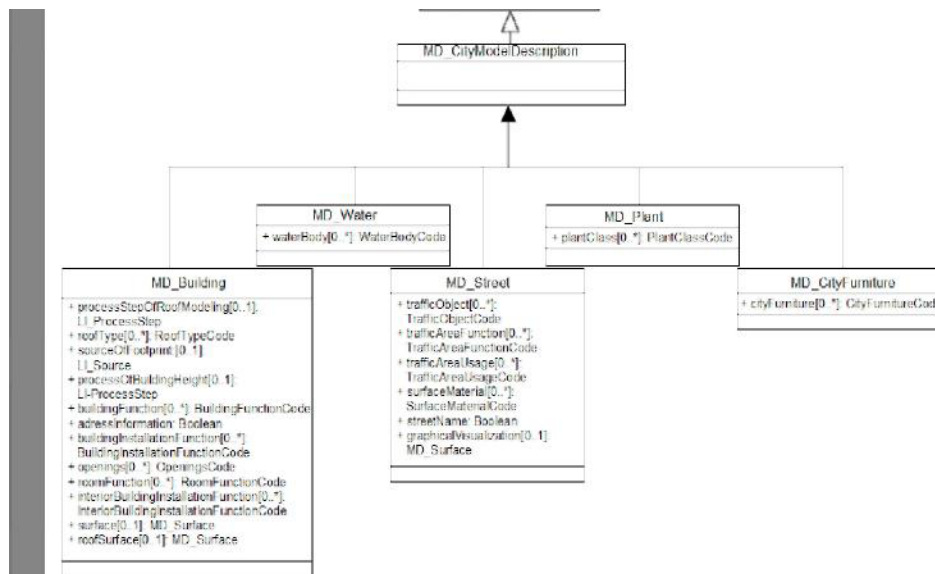 MD_CityModelDescription
MD_Water
+ waterBody[0..*]: WaterBodyCode
MD_Plant
+ plantClass[0..*]: PlantClassCode
MD_Building
+ processStepOfRoofModeling[0..1]:
LI_ProcessStep
+ roofType[0..*]: RoofTypeCode
+ sourceOfFootprint [0..1]
LI_Source
+ processOfBuildingHeight[0..1]
LI-ProcessStep
+ buildingFunction[0..*]: BuildingFunctionCode
+ adressinformation: Boolean
+ buildingInstallationFunction[0..*]
BuildingInstallationFunctionCode
+ openings[0..*]: OpeningsCode
+ roomFunction[0..*]: RoomFunctionCode
+ interiorBuildingInstallationFunction[0..*]:
InteriorBuildingInstallationFunctionCode
+ surface[0..1]: MD_Surface
+ roofSurface[0..1]: MD_Surface
MD_Street
+ trafficObject[0..*]:
TrafficObjectCode
+ trafficAreaFunction[0..*]:
TrafficAreaFunctionCode
+ trafficAreaUsage[0..*]:
TrafficAreaUsageCode
+ surfaceMaterial[0..*]:
SurfaceMaterialCode
+ streetName: Boolean
+ graphicalVisualization[0..1]:
MD_Surface
MD_CityFurniture
+ cityFurniture[0..*]: CityFurnitureCod